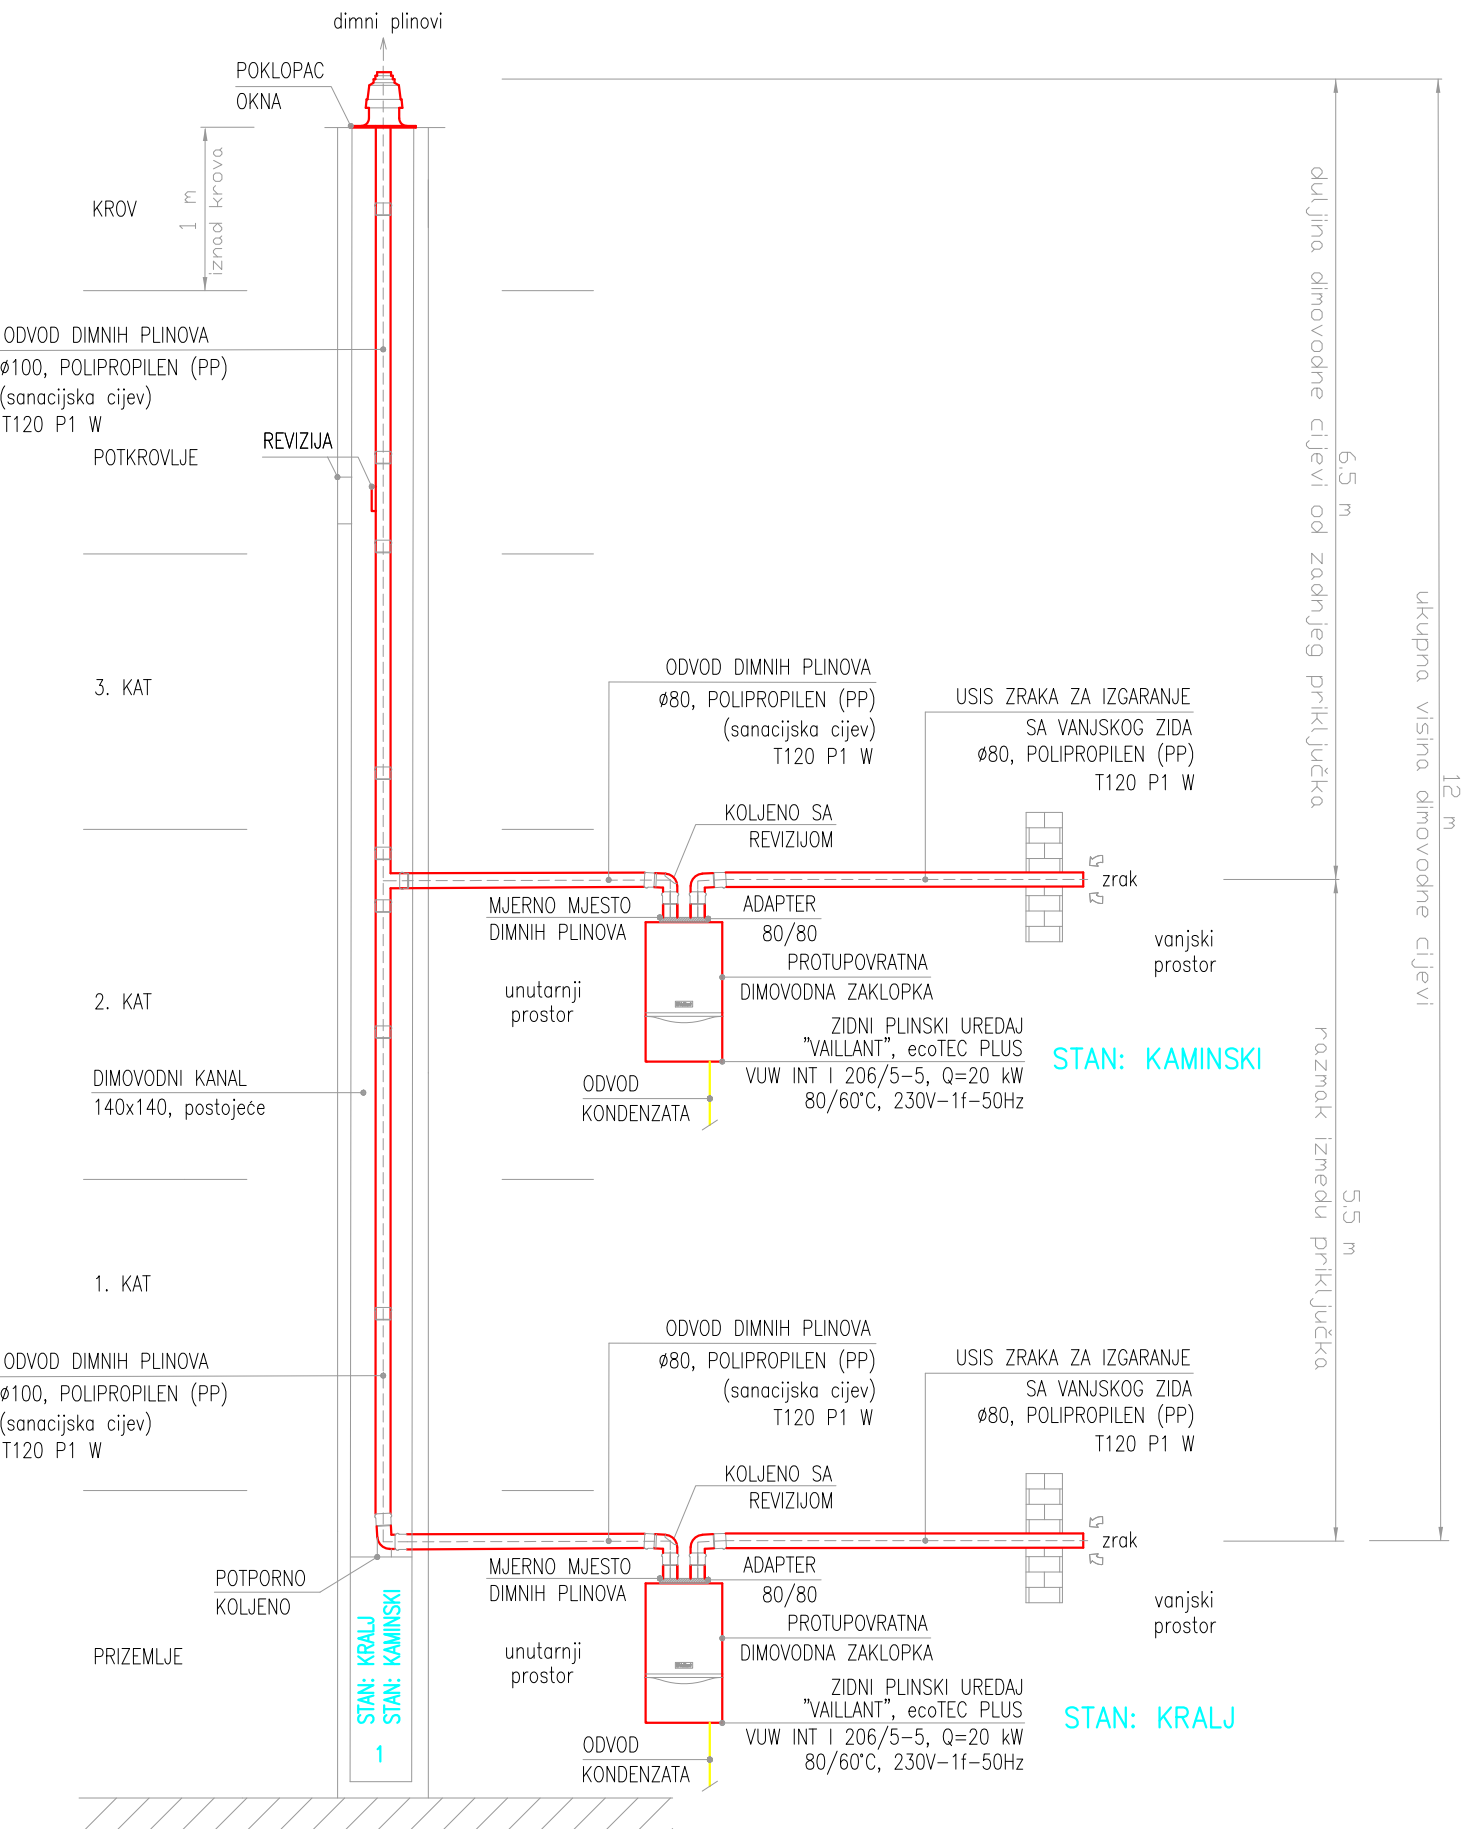 dimni plinovi
POKLOPAC
OKNA
1 m
iznad krova
KROV
ODVOD DIMNIH PLINOVA
ø100, POLIPROPILEN (PP)
(sanacijska cijev)
T120 P1 W
REVIZIJA
POTKROVLJE
duljina dimovodne cijevi od zadnjeg priključka
6,5 m
ukupna visina dimovodne cijevi
12 m
3. KAT
ODVOD DIMNIH PLINOVA
ø80, POLIPROPILEN (PP)
(sanacijska cijev)
T120 P1 W
USIS ZRAKA ZA IZGARANJE
SA VANJSKOG ZIDA
ø80, POLIPROPILEN (PP)
T120 P1 W
KOLJENO SA
REVIZIJOM
zrak
MJERNO MJESTO
DIMNIH PLINOVA
ADAPTER
80/80
vanjski
prostor
PROTUPOVRATNA
DIMOVODNA ZAKLOPKA
unutarnji
prostor
2. KAT
ZIDNI PLINSKI UREDAJ
"VAILLANT", ecoTEC PLUS
VUW INT I 206/5-5, Q=20 kW
80/60°C, 230V-1f-50Hz
STAN: KAMINSKI
ODVOD
KONDENZATA
DIMOVODNI KANAL
140x140, postojeće
razmak izmedu priključka
5,5 m
1. KAT
ODVOD DIMNIH PLINOVA
ø100, POLIPROPILEN (PP)
(sanacijska cijev)
T120 P1 W
ODVOD DIMNIH PLINOVA
ø80, POLIPROPILEN (PP)
(sanacijska cijev)
T120 P1 W
USIS ZRAKA ZA IZGARANJE
SA VANJSKOG ZIDA
ø80, POLIPROPILEN (PP)
T120 P1 W
KOLJENO SA
REVIZIJOM
zrak
MJERNO MJESTO
DIMNIH PLINOVA
ADAPTER
80/80
POTPORNO
KOLJENO
STAN: KRALJ
STAN: KAMINSKI
1
vanjski
prostor
PROTUPOVRATNA
DIMOVODNA ZAKLOPKA
unutarnji
prostor
PRIZEMLJE
ZIDNI PLINSKI UREDAJ
"VAILLANT", ecoTEC PLUS
VUW INT I 206/5-5, Q=20 kW
80/60°C, 230V-1f-50Hz
STAN: KRALJ
ODVOD
KONDENZATA